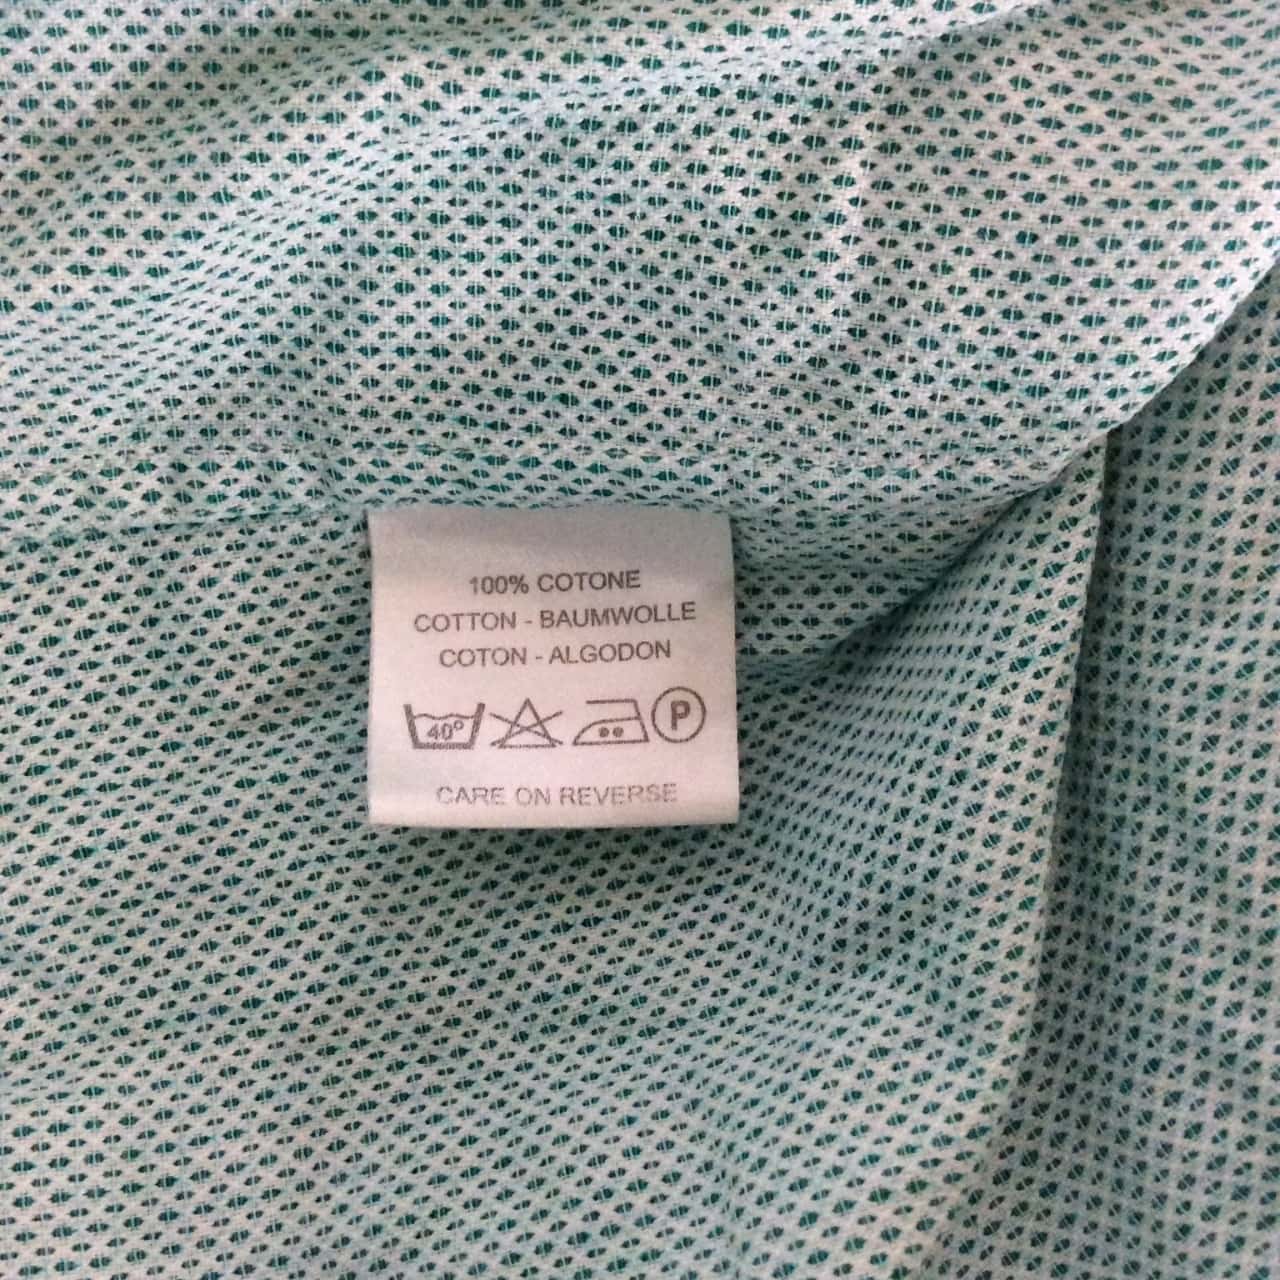 100% COTONE
COTTON - BAUMWOLLE
COTON - ALGODON
40° P
CARE ON REVERSE